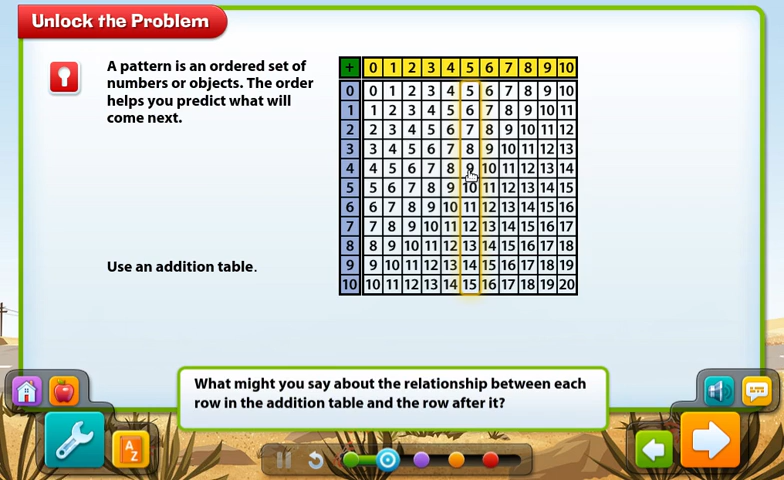 Unlock the Problem
A pattern is an ordered set of
numbers or objects. The order
helps you predict what will
come next.
Use an addition table.
+ 0 1 2 3 4 5 6 7 8 9 10
0 0 1 2 3 4 5 6 7 8 9 10
1 1 2 3 4 5 6 7 8 9 10 11
2 2 3 4 5 6 7 8 9 10 11 12
3 3 4 5 6 7 8 9 10 11 12 13
4 4 5 6 7 8 9 10 11 12 13 14
5 5 6 7 8 9 10 11 12 13 14 15
6 6 7 8 9 10 11 12 13 14 15 16
7 7 8 9 10 11 12 13 14 15 16 17
8 8 9 10 11 12 13 14 15 16 17 18
9 9 10 11 12 13 14 15 16 17 18 19
10 10 11 12 13 14 15 16 17 18 19 20
What might you say about the relationship between each
row in the addition table and the row after it?
A
Z